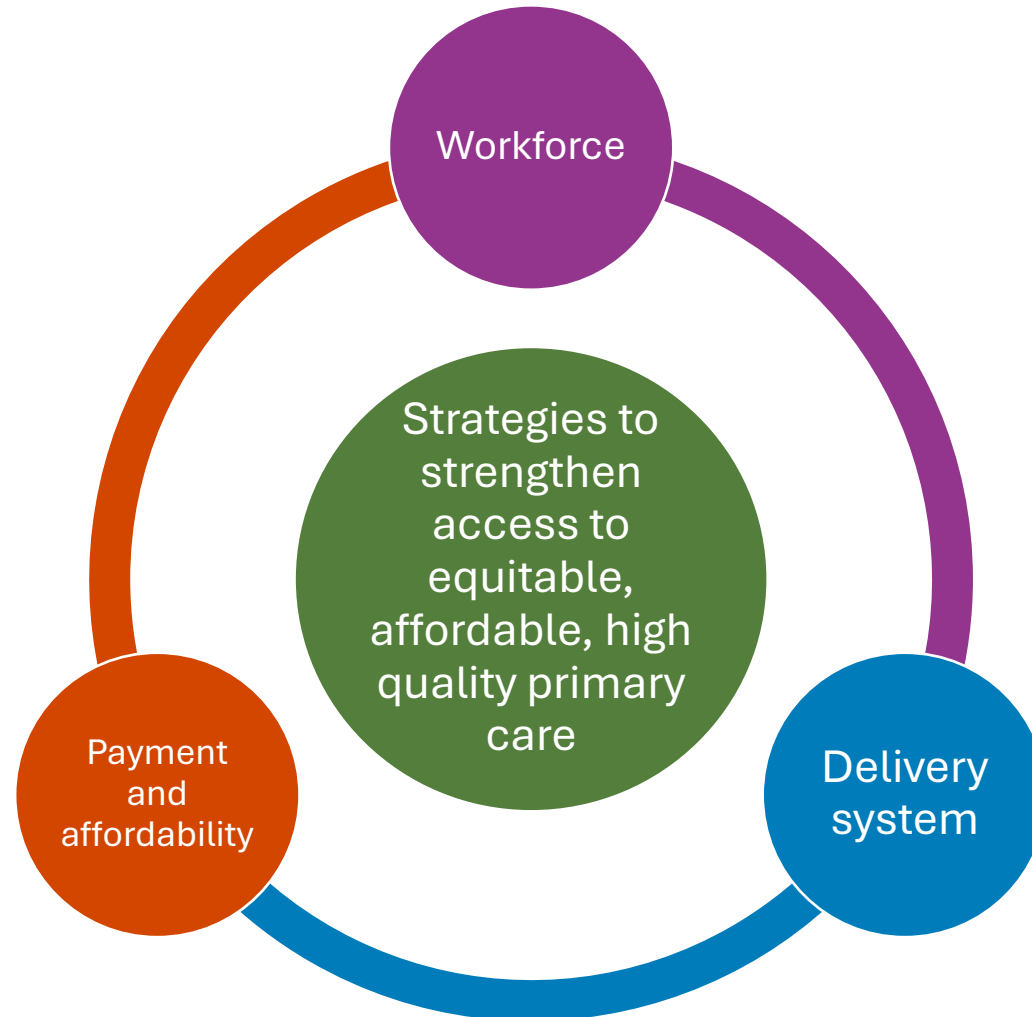 Workforce
Strategies to
strengthen
access to
equitable,
affordable, high
quality primary
care
Payment
and
affordability
Delivery
system